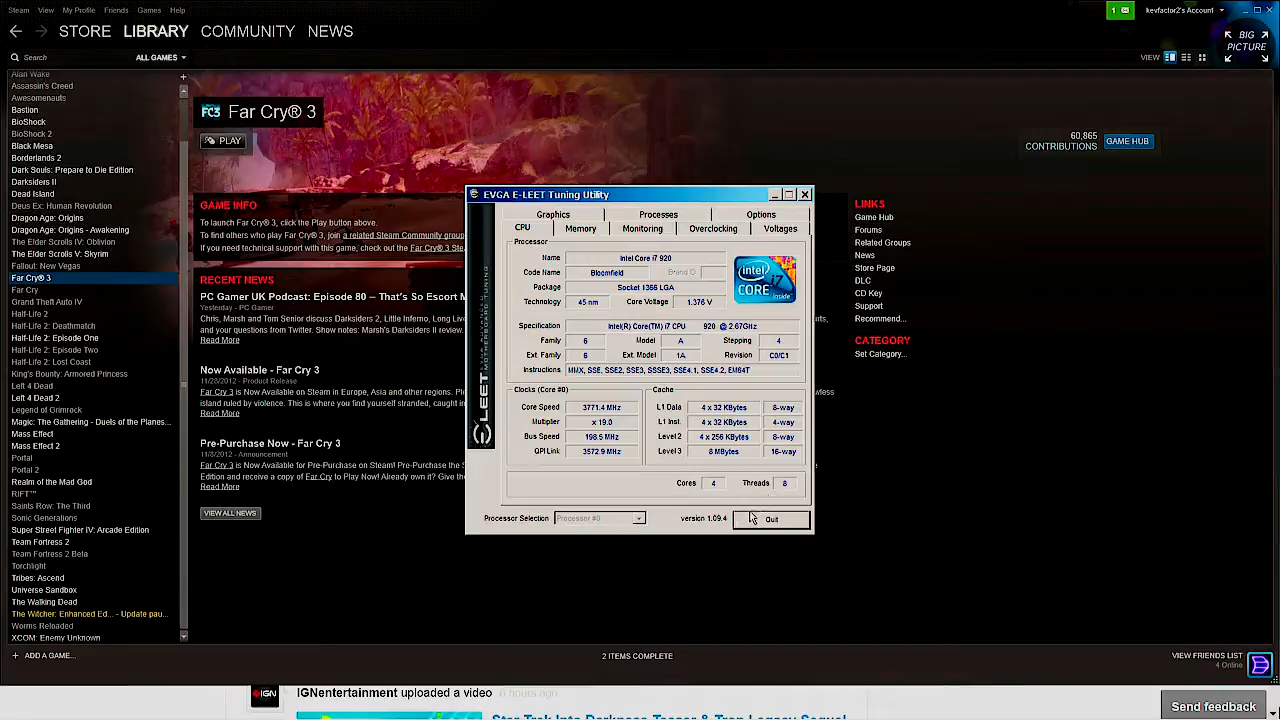 Steam View My Profile Friends Games Help
1 kevfactor2's Account
STORE LIBRARY COMMUNITY NEWS
BIG PICTURE
Search ALL GAMES
VIEW
Alan Wake
Assassin's Creed
Awesomenauts
Bastion
BioShock
BioShock 2
Black Mesa
Borderlands 2
Dark Souls: Prepare to Die Edition
Darksiders II
Dead Island
Deus Ex: Human Revolution
Dragon Age: Origins
Dragon Age: Origins - Awakening
The Elder Scrolls IV: Oblivion
The Elder Scrolls V: Skyrim
Fallout: New Vegas
Far Cry® 3
Far Cry
Grand Theft Auto IV
Half-Life 2
Half-Life 2: Deathmatch
Half-Life 2: Episode One
Half-Life 2: Episode Two
Half-Life 2: Lost Coast
King's Bounty: Armored Princess
Left 4 Dead
Left 4 Dead 2
Legend of Grimrock
Magic: The Gathering - Duels of the Planes...
Mass Effect
Mass Effect 2
Portal
Portal 2
Realm of the Mad God
RIFT™
Saints Row: The Third
Sonic Generations
Super Street Fighter IV: Arcade Edition
Team Fortress 2
Team Fortress 2 Beta
Torchlight
Tribes: Ascend
Universe Sandbox
The Walking Dead
The Witcher: Enhanced Ed... - Update pau...
Worms Reloaded
XCOM: Enemy Unknown
+ ADD A GAME...
FC3 Far Cry® 3
PLAY
60,865
CONTRIBUTIONS
GAME HUB
GAME INFO
To launch Far Cry® 3, click the Play button above.
To find others who play Far Cry® 3, join a related Steam Community group
If you need technical support with this game, check out the Far Cry® 3 Ste
RECENT NEWS
PC Gamer UK Podcast: Episode 80 – That's So Escort M
Yesterday - PC Gamer
Chris, Marsh and Tom Senior discuss Darksiders 2, Little Inferno, Long Liv
and your questions from Twitter. Show notes: Marsh's Darksiders II review.
Read More
Now Available - Far Cry 3
11/28/2012 - Product Release
Far Cry 3 is Now Available on Steam in Europe, Asia and most other regions
island ruled by violence. This is where you find yourself stranded, caught in
Read More
Pre-Purchase Now - Far Cry 3
11/8/2012 - Announcement
Far Cry 3 is Now Available for Pre-Purchase on Steam! Pre-Purchase the
Edition and receive a copy of Far Cry to Play Now! Already own it? Give the
Read More
VIEW ALL NEWS
EVGA E-LEET Tuning Utility
Graphics Processes Options
CPU Memory Monitoring Overclocking Voltages
E-LEET
MOTHERBOARD TUNING
Processor
Name Intel Core i7 920
Code Name Bloomfield Brand ID
Package Socket 1366 LGA
Technology 45 nm Core Voltage 1.376 V
intel CORE i7 inside
Specification Intel(R) Core(TM) i7 CPU 920 @ 2.67GHz
Family 6 Model A Stepping 4
Ext. Family 6 Ext. Model 1A Revision C0/C1
Instructions MMX, SSE, SSE2, SSE3, SSSE3, SSE4.1, SSE4.2, EM64T
Clocks (Core #0)
Core Speed 3771.4 MHz
Multiplier x 19.0
Bus Speed 198.5 MHz
QPI Link 3572.9 MHz
Cache
L1 Data 4 x 32 KBytes 8-way
L1 Inst. 4 x 32 KBytes 4-way
Level 2 4 x 256 KBytes 8-way
Level 3 8 MBytes 16-way
Cores 4 Threads 8
Processor Selection Processor #0 version 1.09.4 Quit
LINKS
Game Hub
Forums
Related Groups
News
Store Page
DLC
CD Key
Support
Recommend...
CATEGORY
Set Category...
2 ITEMS COMPLETE
VIEW FRIENDS LIST
4 Online
IGN
IGNentertainment uploaded a video 6 hours ago
Star Trek Into Darkness Teaser & Tron Legacy Sequel
Send feedback